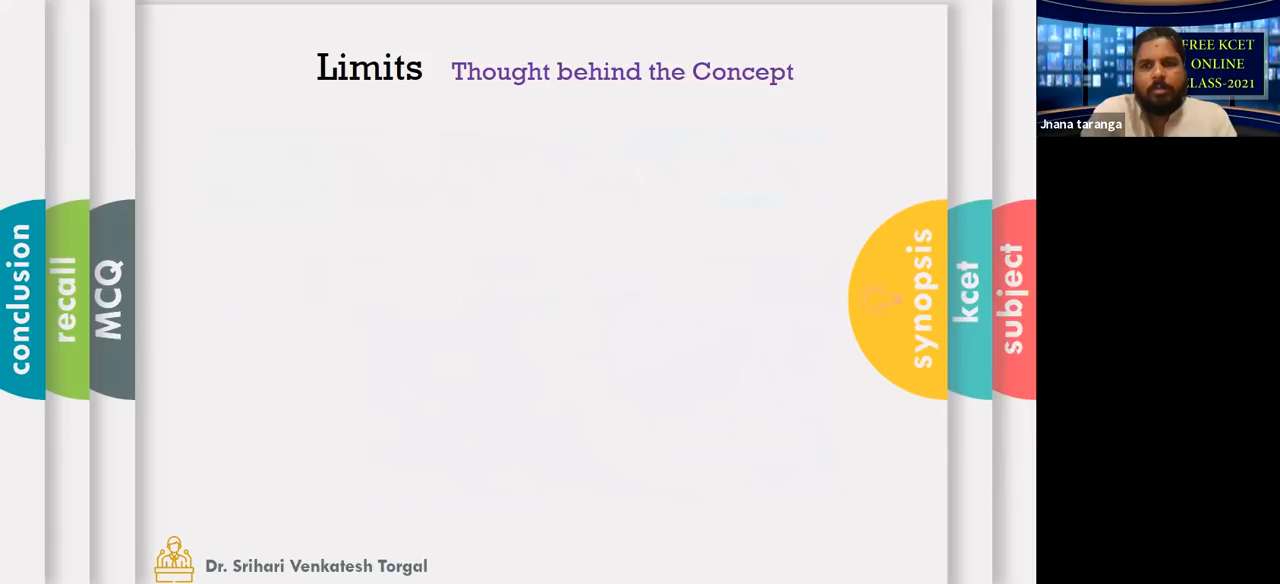 Limits Thought behind the Concept
conclusion
recall
MCQ
synopsis
kcet
subject
Dr. Srihari Venkatesh Torgal
FREE KCET
ONLINE
CLASS-2021
Jnana taranga